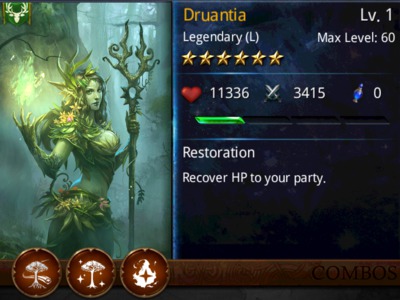 Druantia Lv. 1
Legendary (L) Max Level: 60
11336 3415 0
Restoration
Recover HP to your party.
COMBOS